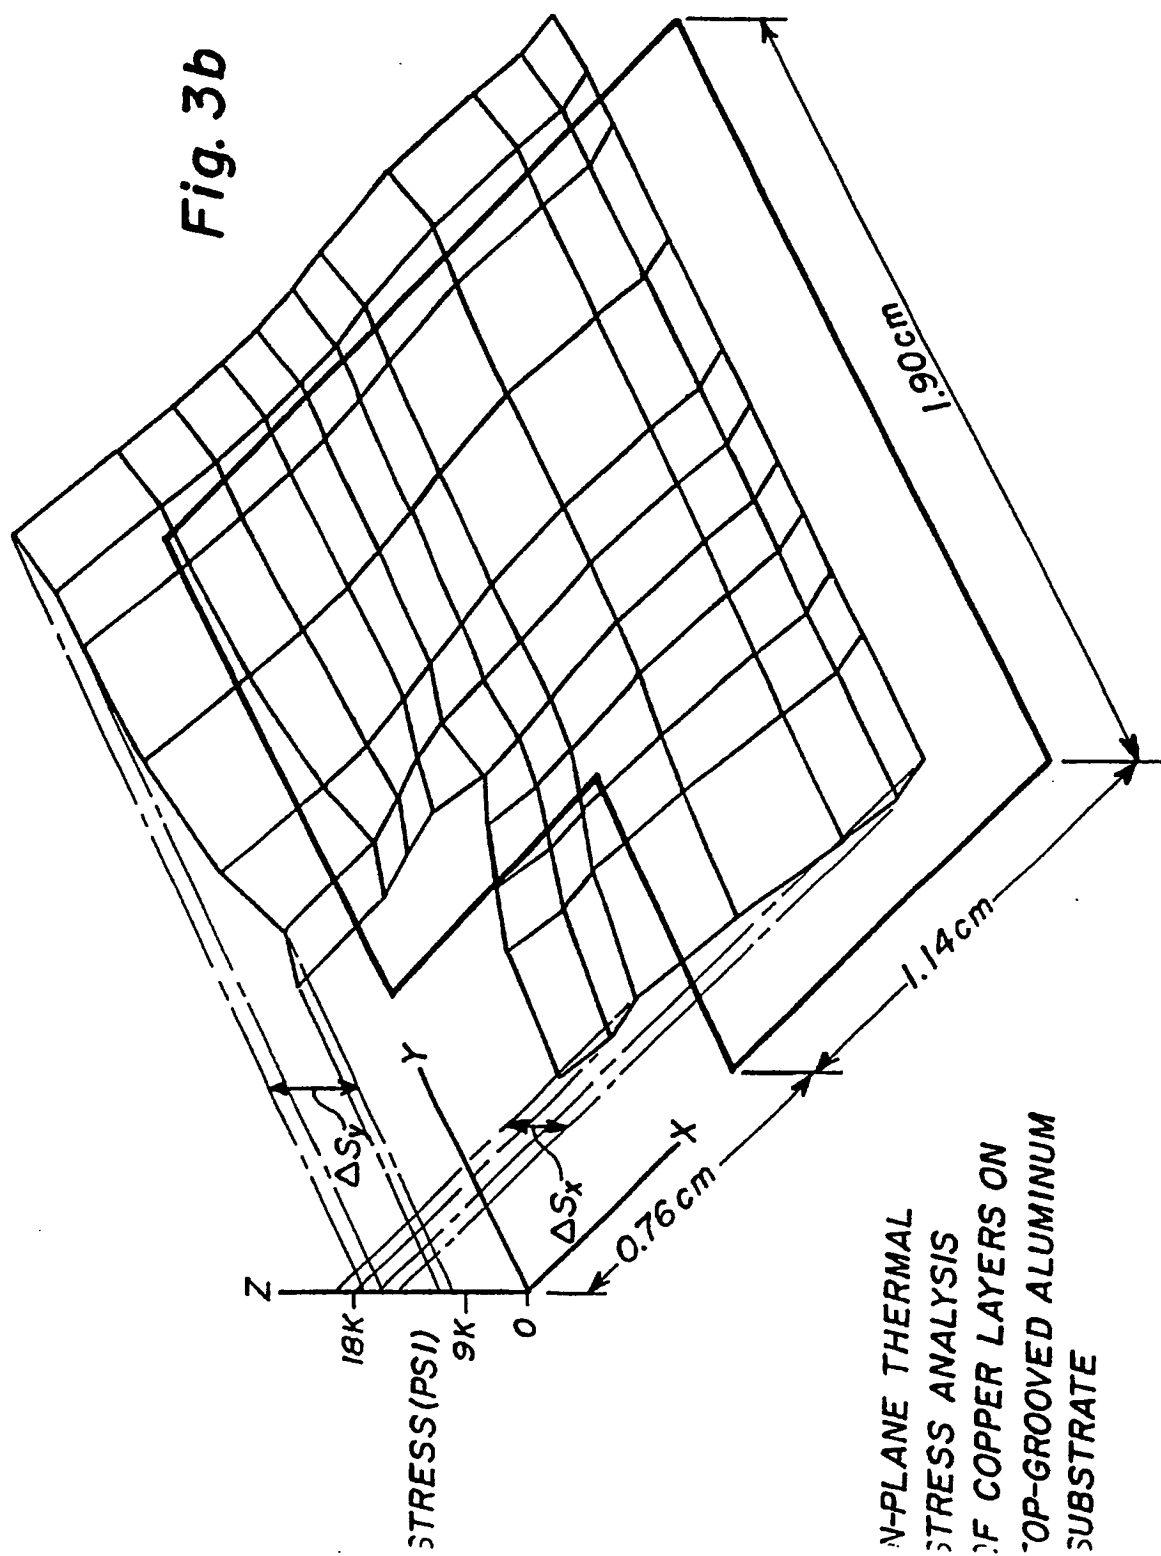 Fig. 3b
Z
18K
STRESS(PSI)
9K
0
ΔSy
Y
ΔSx
X
0.76cm
1.14cm
1.90cm
N-PLANE THERMAL
STRESS ANALYSIS
OF COPPER LAYERS ON
TOP-GROOVED ALUMINUM
SUBSTRATE